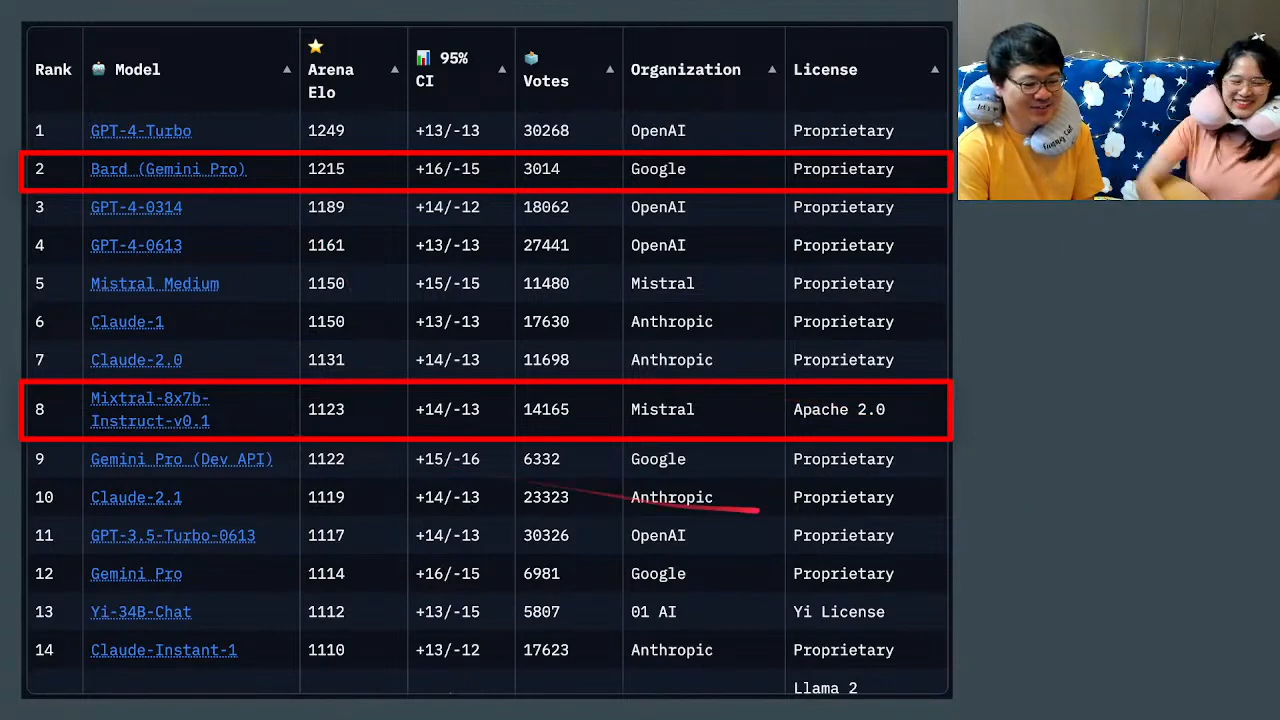 Rank Model Arena Elo 95% CI Votes Organization License
1 GPT-4-Turbo 1249 +13/-13 30268 OpenAI Proprietary
2 Bard (Gemini Pro) 1215 +16/-15 3014 Google Proprietary
3 GPT-4-0314 1189 +14/-12 18062 OpenAI Proprietary
4 GPT-4-0613 1161 +13/-13 27441 OpenAI Proprietary
5 Mistral Medium 1150 +15/-15 11480 Mistral Proprietary
6 Claude-1 1150 +13/-13 17630 Anthropic Proprietary
7 Claude-2.0 1131 +14/-13 11698 Anthropic Proprietary
8 Mixtral-8x7b-Instruct-v0.1 1123 +14/-13 14165 Mistral Apache 2.0
9 Gemini Pro (Dev API) 1122 +15/-16 6332 Google Proprietary
10 Claude-2.1 1119 +14/-13 23323 Anthropic Proprietary
11 GPT-3.5-Turbo-0613 1117 +14/-13 30326 OpenAI Proprietary
12 Gemini Pro 1114 +16/-15 6981 Google Proprietary
13 Yi-34B-Chat 1112 +13/-15 5807 01 AI Yi License
14 Claude-Instant-1 1110 +13/-12 17623 Anthropic Proprietary
Llama 2